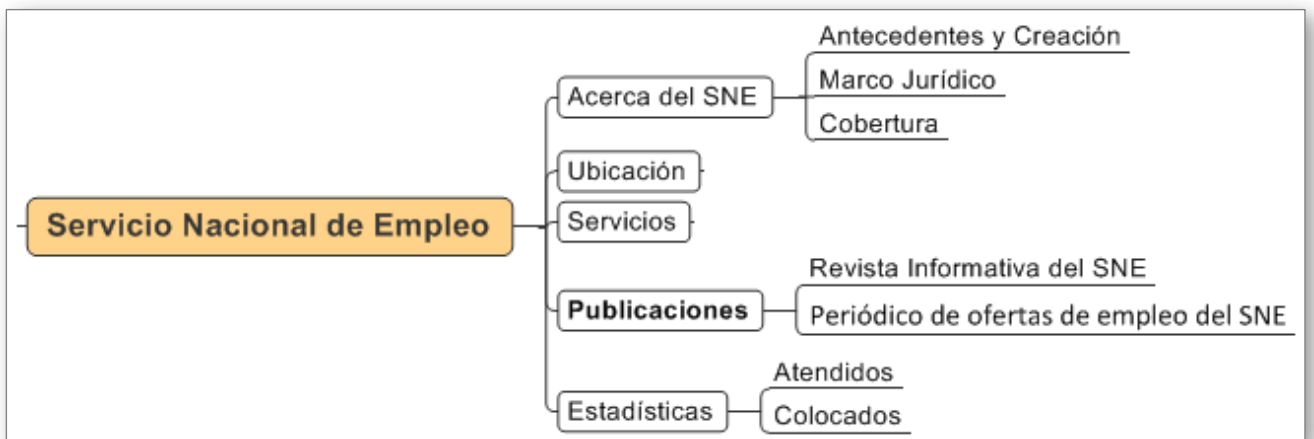 Servicio Nacional de Empleo
Acerca del SNE
Antecedentes y Creación
Marco Jurídico
Cobertura
Ubicación
Servicios
Publicaciones
Revista Informativa del SNE
Periódico de ofertas de empleo del SNE
Estadísticas
Atendidos
Colocados